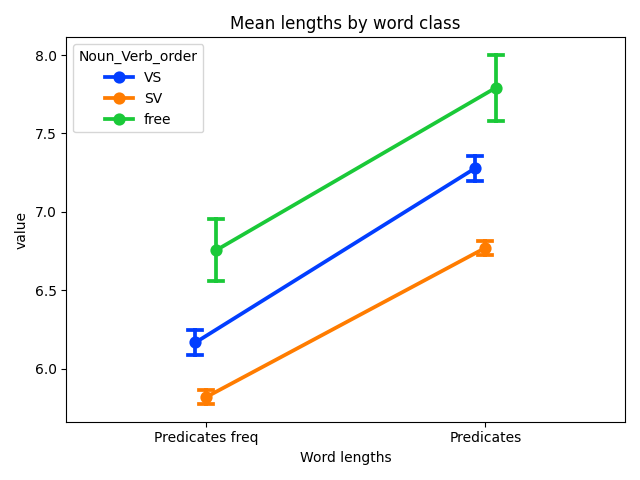 Mean lengths by word class
Noun_Verb_order
VS
SV
free
8.0
7.5
7.0
6.5
6.0
value
Predicates freq
Predicates
Word lengths